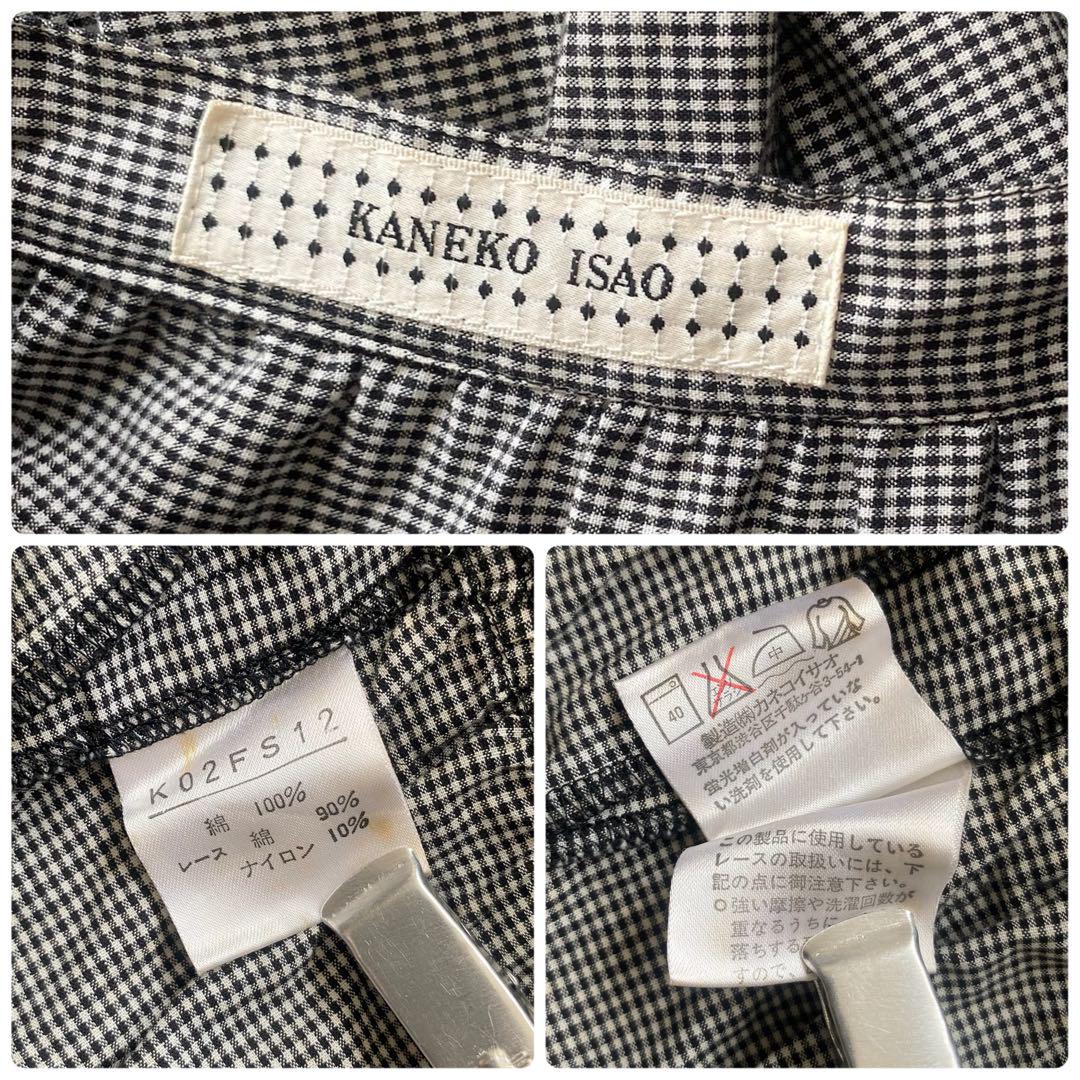 KANEKO ISAO
K02FS12
綿 100%
レース 綿 90%
ナイロン 10%
40
中
製造㈱カネコイサオ
東京都渋谷区千駄ケ谷3-54-2
蛍光増白剤が入っていな
い洗剤を使用して下さい。
この製品に使用している
レースの取扱いには、下
記の点に御注意下さい。
○強い摩擦や洗濯回数が
重なるうちに
落ちする
すので、